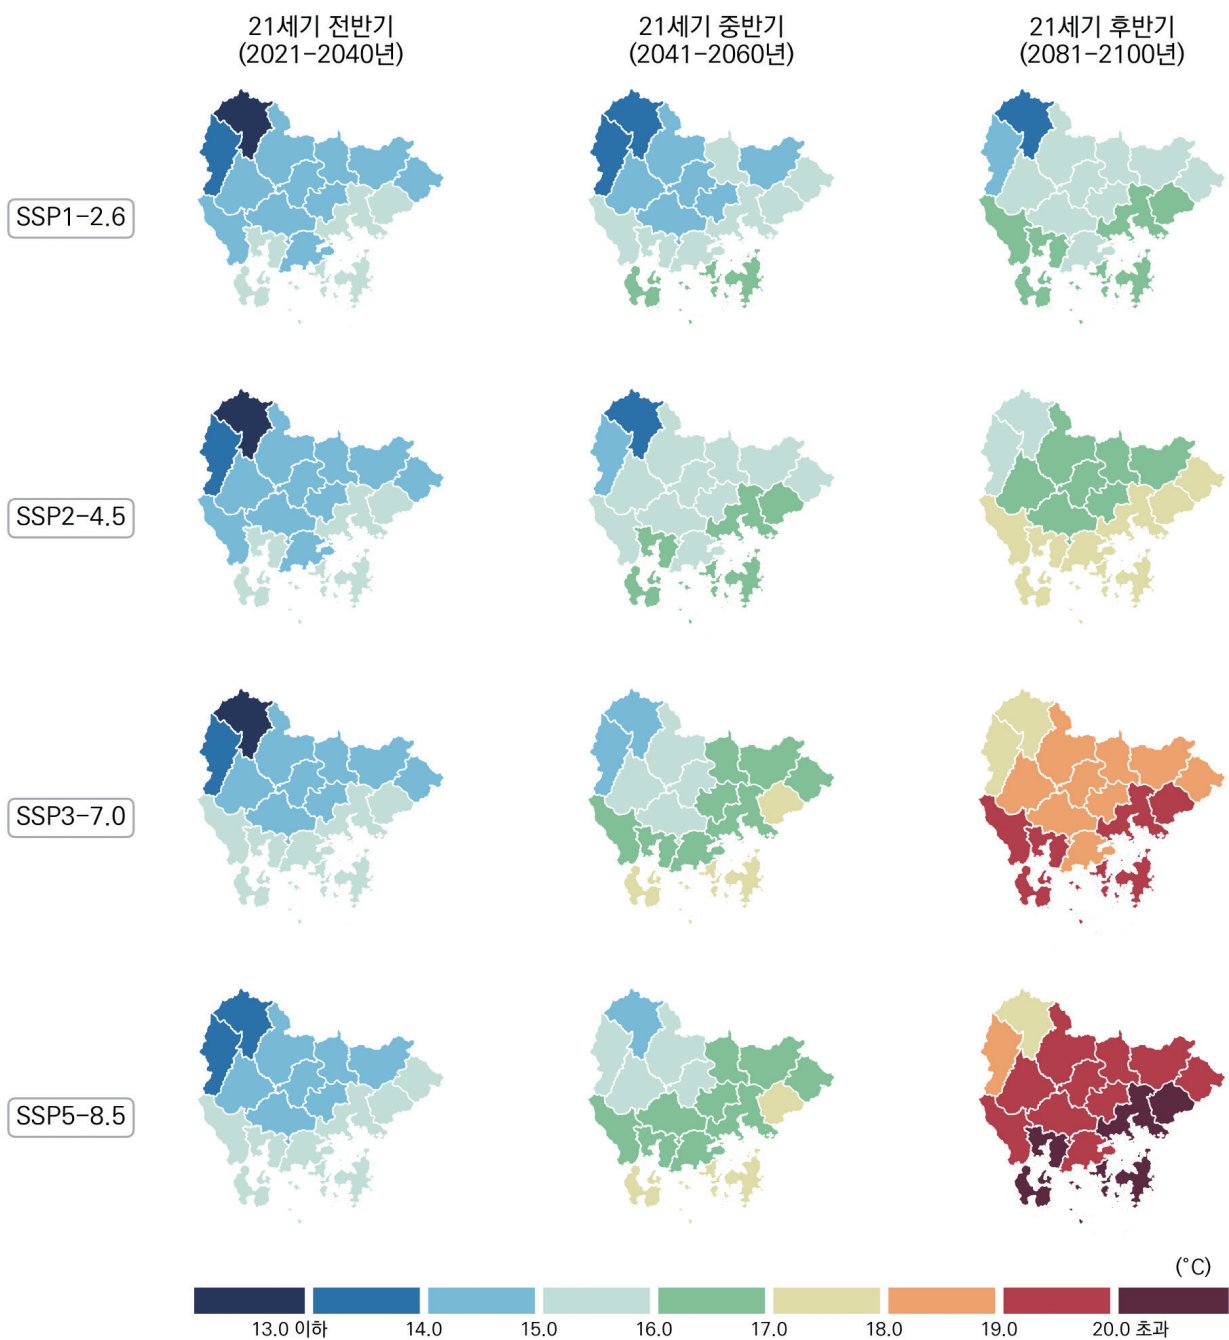 21세기 전반기
(2021-2040년)
21세기 중반기
(2041-2060년)
21세기 후반기
(2081-2100년)
SSP1-2.6
SSP2-4.5
SSP3-7.0
SSP5-8.5
(°C)
13.0 이하
14.0
15.0
16.0
17.0
18.0
19.0
20.0 초과